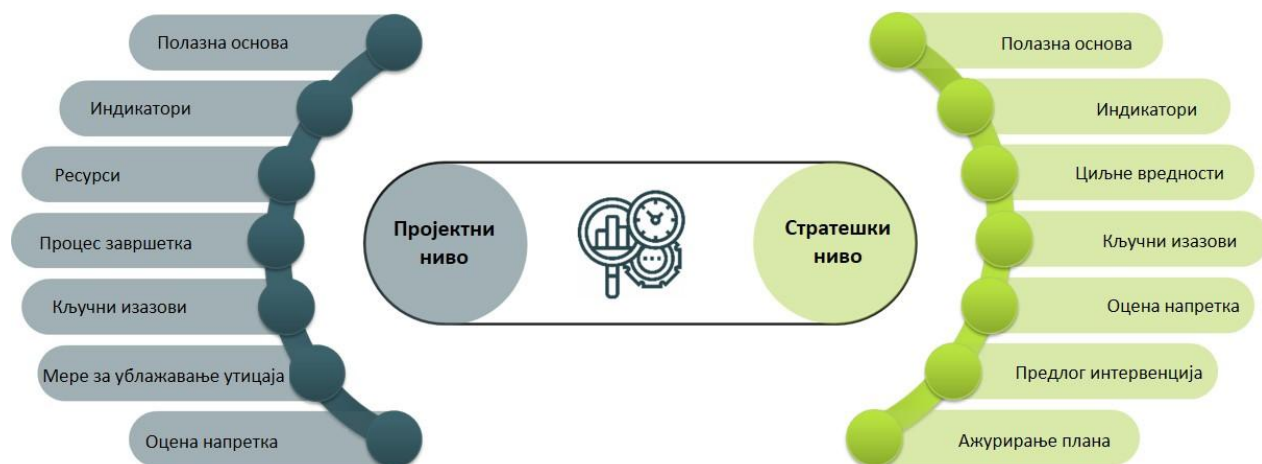 Полазна основа
Индикатори
Ресурси
Процес завршетка
Кључни изазови
Мере за ублажавање утицаја
Оцена напретка
Пројектни
ниво
Стратешки
ниво
Полазна основа
Индикатори
Циљне вредности
Кључни изазови
Оцена напретка
Предлог интервенција
Ажурирање плана